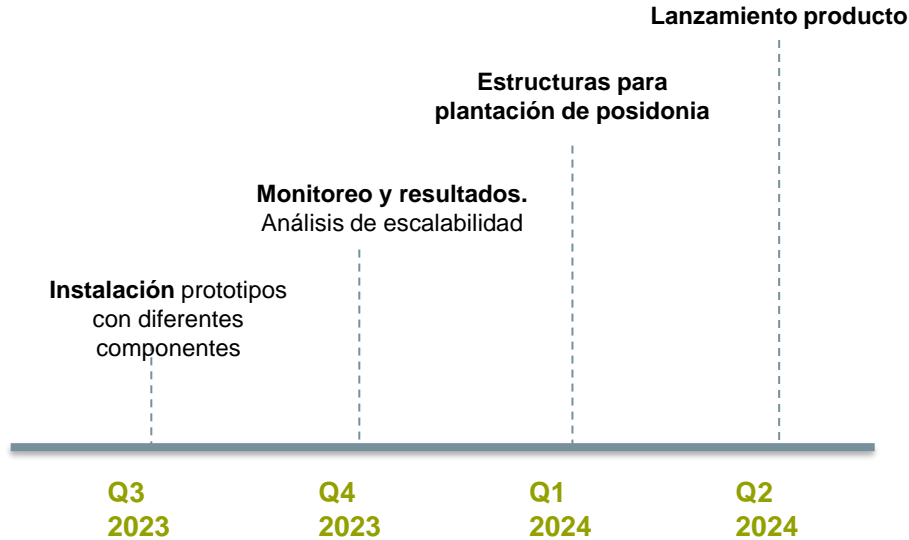 Lanzamiento producto
Estructuras para
plantación de posidonia
Monitoreo y resultados.
Análisis de escalabilidad
Instalación prototipos
con diferentes
componentes
Q3
2023
Q4
2023
Q1
2024
Q2
2024